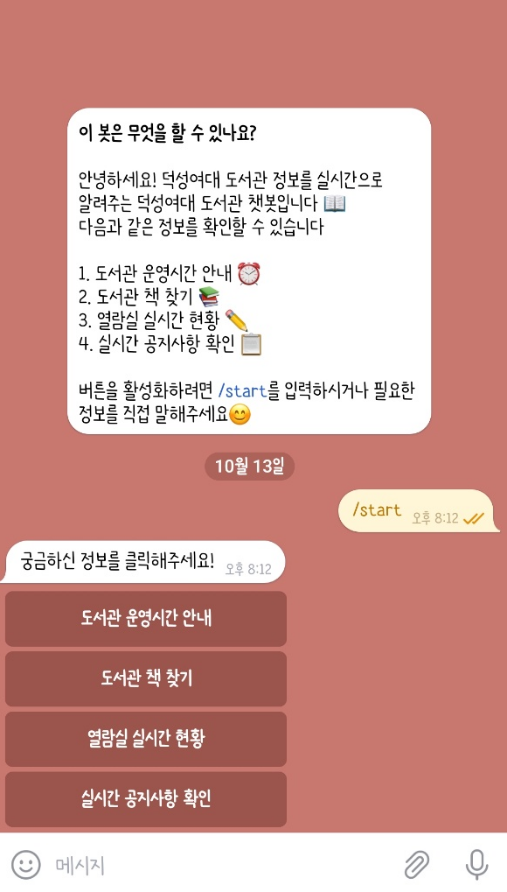 이 봇은 무엇을 할 수 있나요?
안녕하세요! 덕성여대 도서관 정보를 실시간으로
알려주는 덕성여대 도서관 챗봇입니다 📖
다음과 같은 정보를 확인할 수 있습니다
1. 도서관 운영시간 안내 ⏰
2. 도서관 책 찾기 📚
3. 열람실 실시간 현황 ✏️
4. 실시간 공지사항 확인 📋
버튼을 활성화하려면 /start를 입력하시거나 필요한
정보를 직접 말해주세요😊
10월 13일
/start 오후 8:12
궁금하신 정보를 클릭해주세요! 오후 8:12
도서관 운영시간 안내
도서관 책 찾기
열람실 실시간 현황
실시간 공지사항 확인
메시지